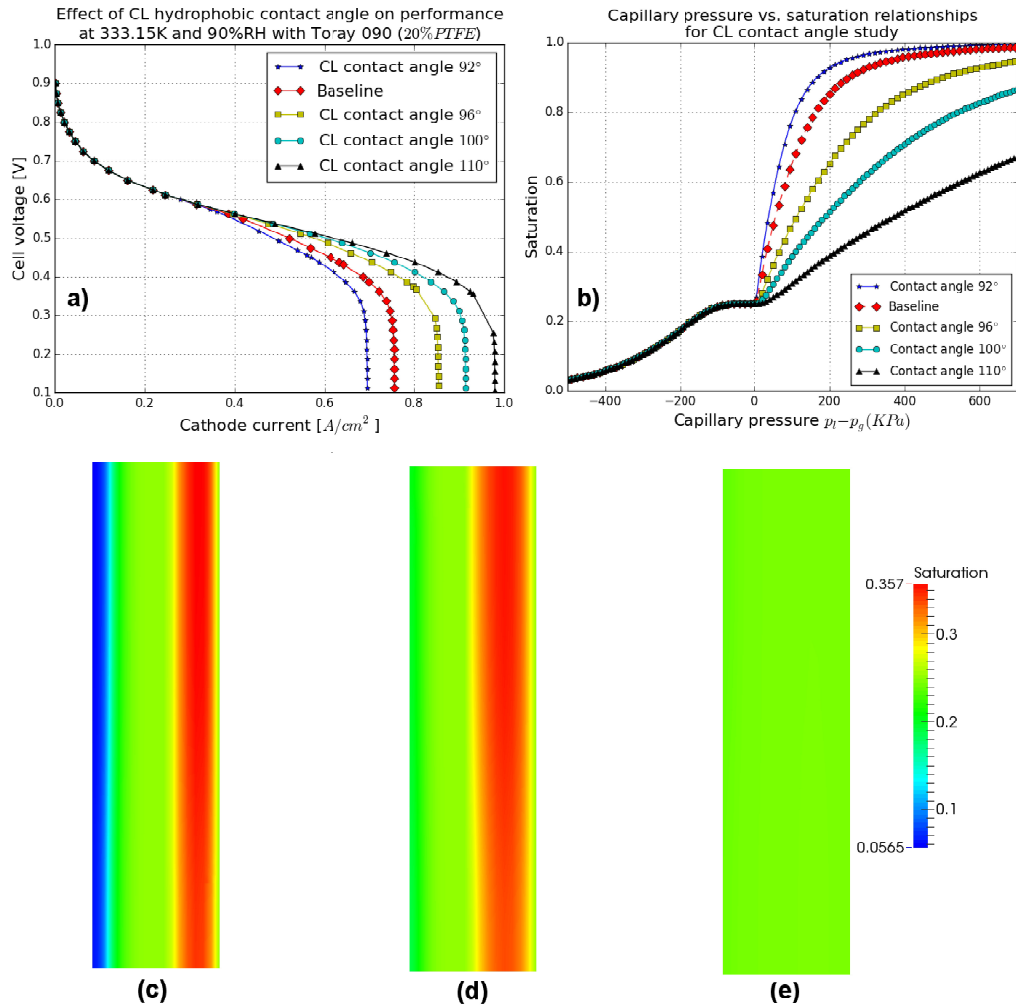 Effect of CL hydrophobic contact angle on performance
at 333.15K and 90%RH with Toray 090 (20%PTFE)
1.0
0.9
0.8
0.7
0.6
0.5
0.4
0.3
0.2
0.1
Cell voltage [V]
CL contact angle 92°
Baseline
CL contact angle 96°
CL contact angle 100°
CL contact angle 110°
a)
0.0
0.2
0.4
0.6
0.8
1.0
Cathode current [A/cm² ]
Capillary pressure vs. saturation relationships
for CL contact angle study
1.0
0.8
0.6
0.4
0.2
0.0
Saturation
b)
Contact angle 92°
Baseline
Contact angle 96°
Contact angle 100°
Contact angle 110°
−400
−200
0
200
400
600
Capillary pressure pₗ−p_g(KPa)
Saturation
0.357
0.3
0.2
0.1
0.0565
(c)
(d)
(e)